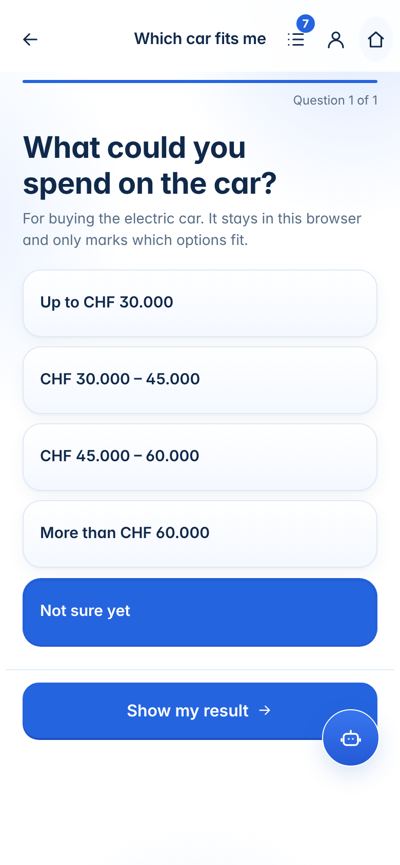 7
Which car fits me
Question 1 of 1
What could you
spend on the car?
For buying the electric car. It stays in this browser
and only marks which options fit.
Up to CHF 30.000
CHF 30.000 – 45.000
CHF 45.000 – 60.000
More than CHF 60.000
Not sure yet
Show my result →